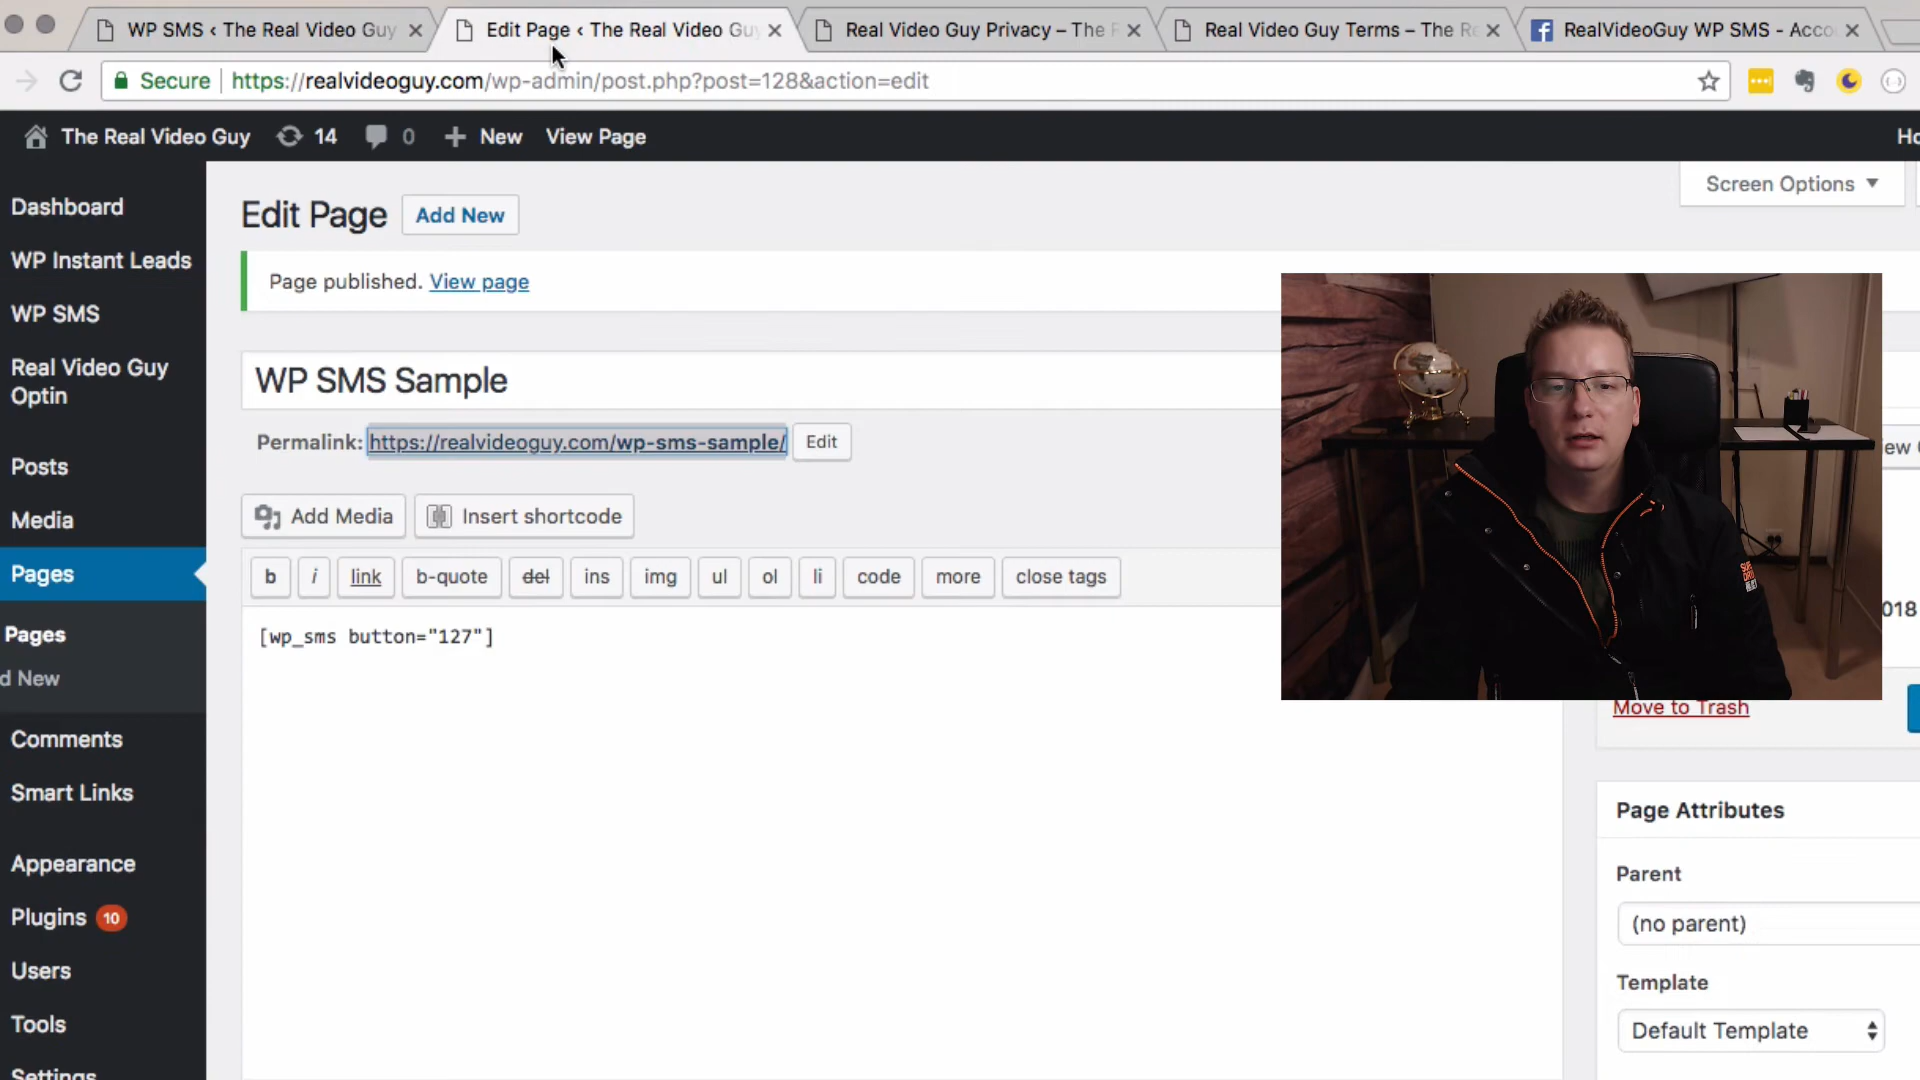 WP SMS ‹ The Real Video Guy
Edit Page ‹ The Real Video Guy
Real Video Guy Privacy – The R
Real Video Guy Terms – The Re
RealVideoGuy WP SMS - Acco
Secure
https://realvideoguy.com/wp-admin/post.php?post=128&action=edit
The Real Video Guy
14
0
New
View Page
Ho
Dashboard
WP Instant Leads
WP SMS
Real Video Guy
Optin
Posts
Media
Pages
Pages
d New
Comments
Smart Links
Appearance
Plugins 10
Users
Tools
Settings
Screen Options
Edit Page
Add New
Page published. View page
WP SMS Sample
Permalink: https://realvideoguy.com/wp-sms-sample/
Edit
Add Media
Insert shortcode
b
i
link
b-quote
del
ins
img
ul
ol
li
code
more
close tags
[wp_sms button="127"]
iew
018
Move to Trash
Page Attributes
Parent
(no parent)
Template
Default Template